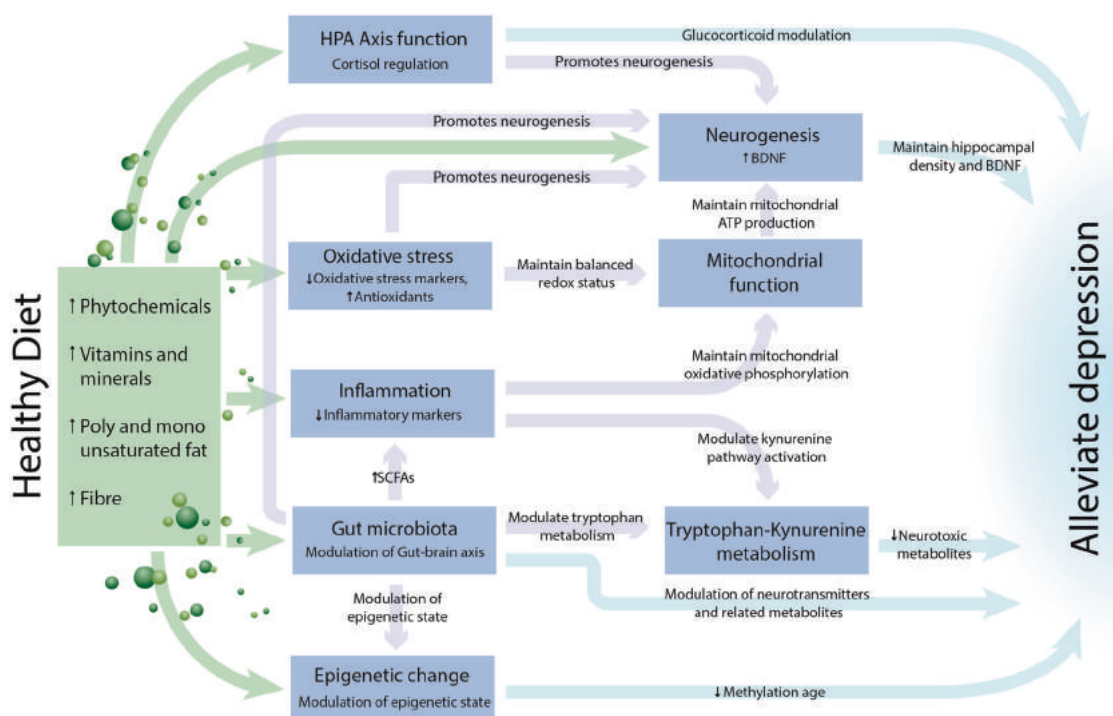 Healthy Diet
↑ Phytochemicals
↑ Vitamins and
minerals
↑ Poly and mono
unsaturated fat
↑ Fibre
HPA Axis function
Cortisol regulation
Glucocorticoid modulation
Promotes neurogenesis
Promotes neurogenesis
Neurogenesis
↑ BDNF
Maintain hippocampal
density and BDNF
Promotes neurogenesis
Maintain mitochondrial
ATP production
Oxidative stress
↓Oxidative stress markers,
↑ Antioxidants
Maintain balanced
redox status
Mitochondrial
function
Maintain mitochondrial
oxidative phosphorylation
Inflammation
↓Inflammatory markers
Modulate kynurenine
pathway activation
↑SCFAs
Gut microbiota
Modulation of Gut-brain axis
Modulate tryptophan
metabolism
Tryptophan-Kynurenine
metabolism
↓Neurotoxic
metabolites
Modulation of neurotransmitters
and related metabolites
Modulation of
epigenetic state
Epigenetic change
Modulation of epigenetic state
↓Methylation age
Alleviate depression